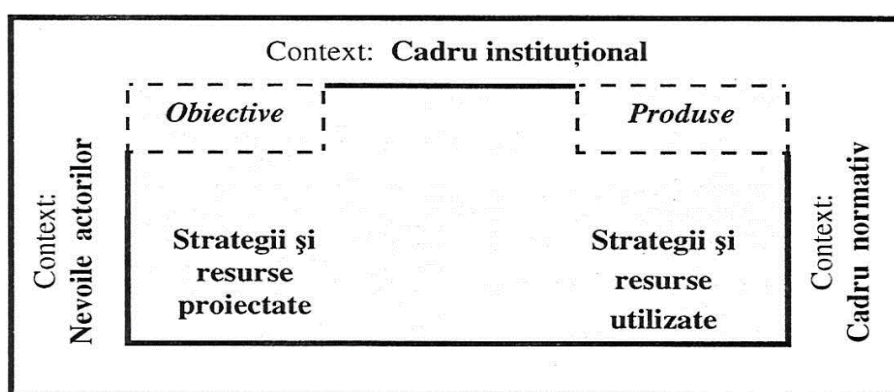 Context: Cadru instituțional
Obiective
Produse
Context:
Nevoile actorilor
Strategii şi
resurse
proiectate
Strategii şi
resurse
utilizate
Context:
Cadru normativ